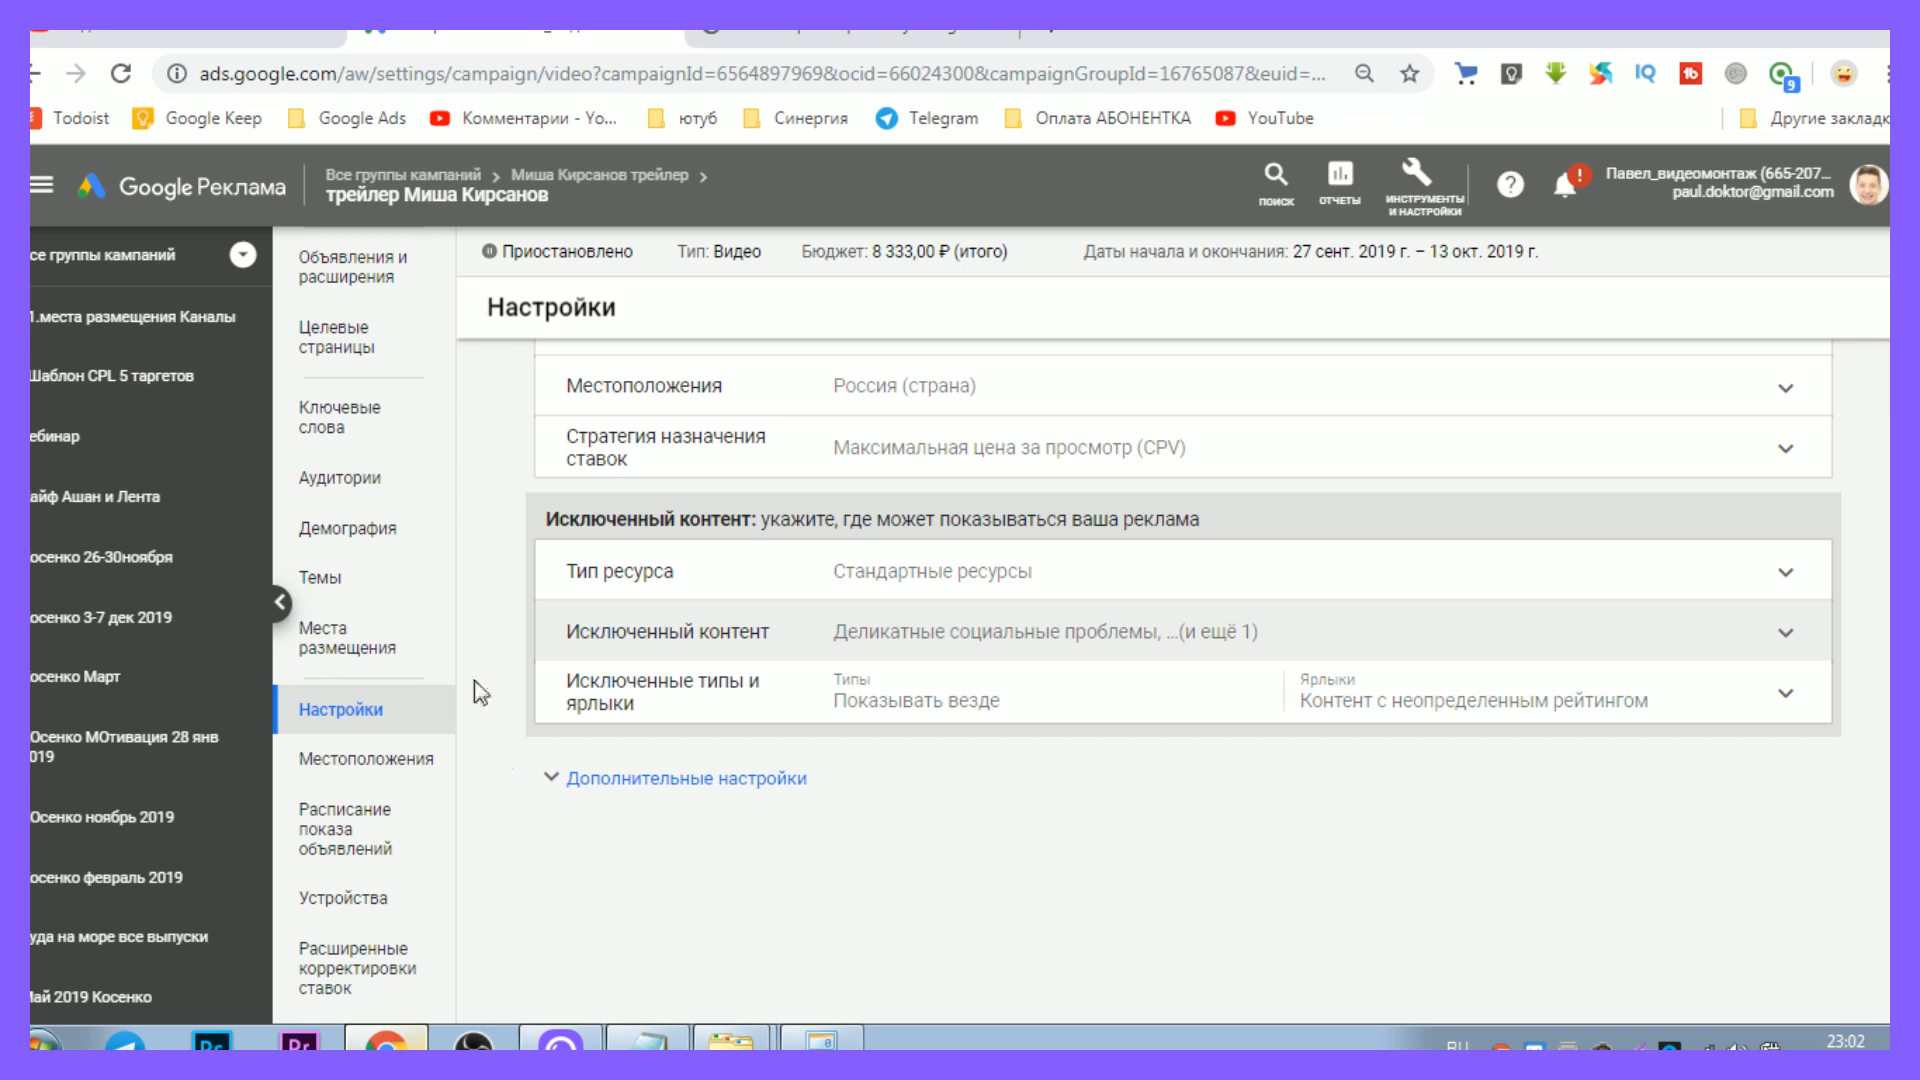 ads.google.com/aw/settings/campaign/video?campaignId=6564897969&ocid=66024300&campaignGroupId=16765087&euid=...
Todoist
Google Keep
Google Ads
Комментарии - Yo...
ютуб
Синергия
Telegram
Оплата АБОНЕНТКА
YouTube
Другие закладк
Google Реклама
Все группы кампаний > Миша Кирсанов трейлер >
трейлер Миша Кирсанов
ПОИСК
ОТЧЕТЫ
ИНСТРУМЕНТЫ
И НАСТРОЙКИ
Павел_видеомонтаж (665-207...
paul.doktor@gmail.com
се группы кампаний
1.места размещения Каналы
Шаблон CPL 5 таргетов
ебинар
айф Ашан и Лента
осенко 26-30ноября
осенко 3-7 дек 2019
осенко Март
Осенко МОтивация 28 янв
019
Осенко ноябрь 2019
осенко февраль 2019
уда на море все выпуски
ай 2019 Косенко
Объявления и
расширения
Целевые
страницы
Ключевые
слова
Аудитории
Демография
Темы
Места
размещения
Настройки
Местоположения
Расписание
показа
объявлений
Устройства
Расширенные
корректировки
ставок
Приостановлено
Тип: Видео
Бюджет: 8 333,00 ₽ (итого)
Даты начала и окончания: 27 сент. 2019 г. – 13 окт. 2019 г.
Настройки
Местоположения
Россия (страна)
Стратегия назначения
ставок
Максимальная цена за просмотр (CPV)
Исключенный контент: укажите, где может показываться ваша реклама
Тип ресурса
Стандартные ресурсы
Исключенный контент
Деликатные социальные проблемы, ...(и ещё 1)
Исключенные типы и
ярлыки
Типы
Показывать везде
Ярлыки
Контент с неопределенным рейтингом
Дополнительные настройки
IQ
16
9
Ps
Pr
RU
23:02